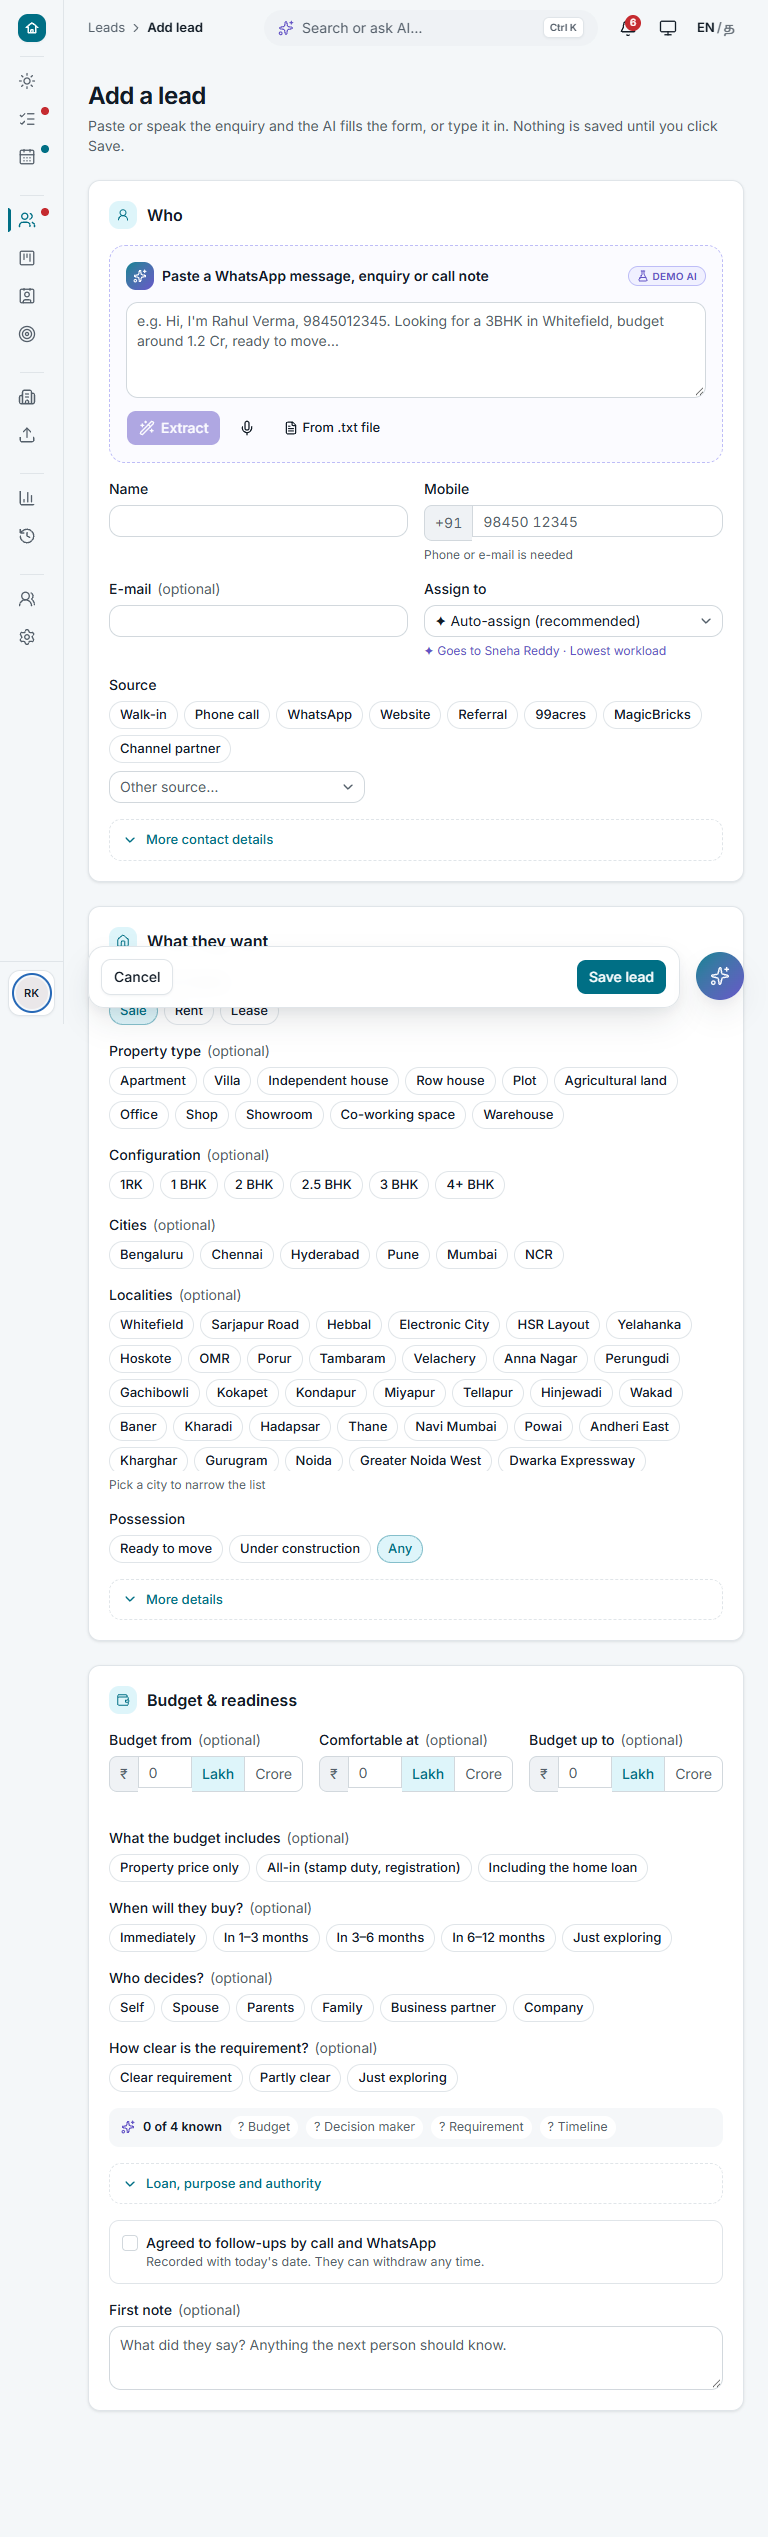 Leads > Add lead
Search or ask AI...
Ctrl K
6
EN / த
Add a lead
Paste or speak the enquiry and the AI fills the form, or type it in. Nothing is saved until you click
Save.
Who
Paste a WhatsApp message, enquiry or call note
DEMO AI
e.g. Hi, I'm Rahul Verma, 9845012345. Looking for a 3BHK in Whitefield, budget
around 1.2 Cr, ready to move...
Extract
From .txt file
Name
Mobile
+91
98450 12345
Phone or e-mail is needed
E-mail (optional)
Assign to
✦ Auto-assign (recommended)
✦ Goes to Sneha Reddy · Lowest workload
Source
Walk-in Phone call WhatsApp Website Referral 99acres MagicBricks
Channel partner
Other source...
More contact details
What they want
Cancel
Save lead
RK
Sale Rent Lease
Property type (optional)
Apartment Villa Independent house Row house Plot Agricultural land
Office Shop Showroom Co-working space Warehouse
Configuration (optional)
1RK 1 BHK 2 BHK 2.5 BHK 3 BHK 4+ BHK
Cities (optional)
Bengaluru Chennai Hyderabad Pune Mumbai NCR
Localities (optional)
Whitefield Sarjapur Road Hebbal Electronic City HSR Layout Yelahanka
Hoskote OMR Porur Tambaram Velachery Anna Nagar Perungudi
Gachibowli Kokapet Kondapur Miyapur Tellapur Hinjewadi Wakad
Baner Kharadi Hadapsar Thane Navi Mumbai Powai Andheri East
Kharghar Gurugram Noida Greater Noida West Dwarka Expressway
Pick a city to narrow the list
Possession
Ready to move Under construction Any
More details
Budget & readiness
Budget from (optional)
Comfortable at (optional)
Budget up to (optional)
₹ 0 Lakh Crore
₹ 0 Lakh Crore
₹ 0 Lakh Crore
What the budget includes (optional)
Property price only All-in (stamp duty, registration) Including the home loan
When will they buy? (optional)
Immediately In 1–3 months In 3–6 months In 6–12 months Just exploring
Who decides? (optional)
Self Spouse Parents Family Business partner Company
How clear is the requirement? (optional)
Clear requirement Partly clear Just exploring
0 of 4 known ? Budget ? Decision maker ? Requirement ? Timeline
Loan, purpose and authority
Agreed to follow-ups by call and WhatsApp
Recorded with today's date. They can withdraw any time.
First note (optional)
What did they say? Anything the next person should know.